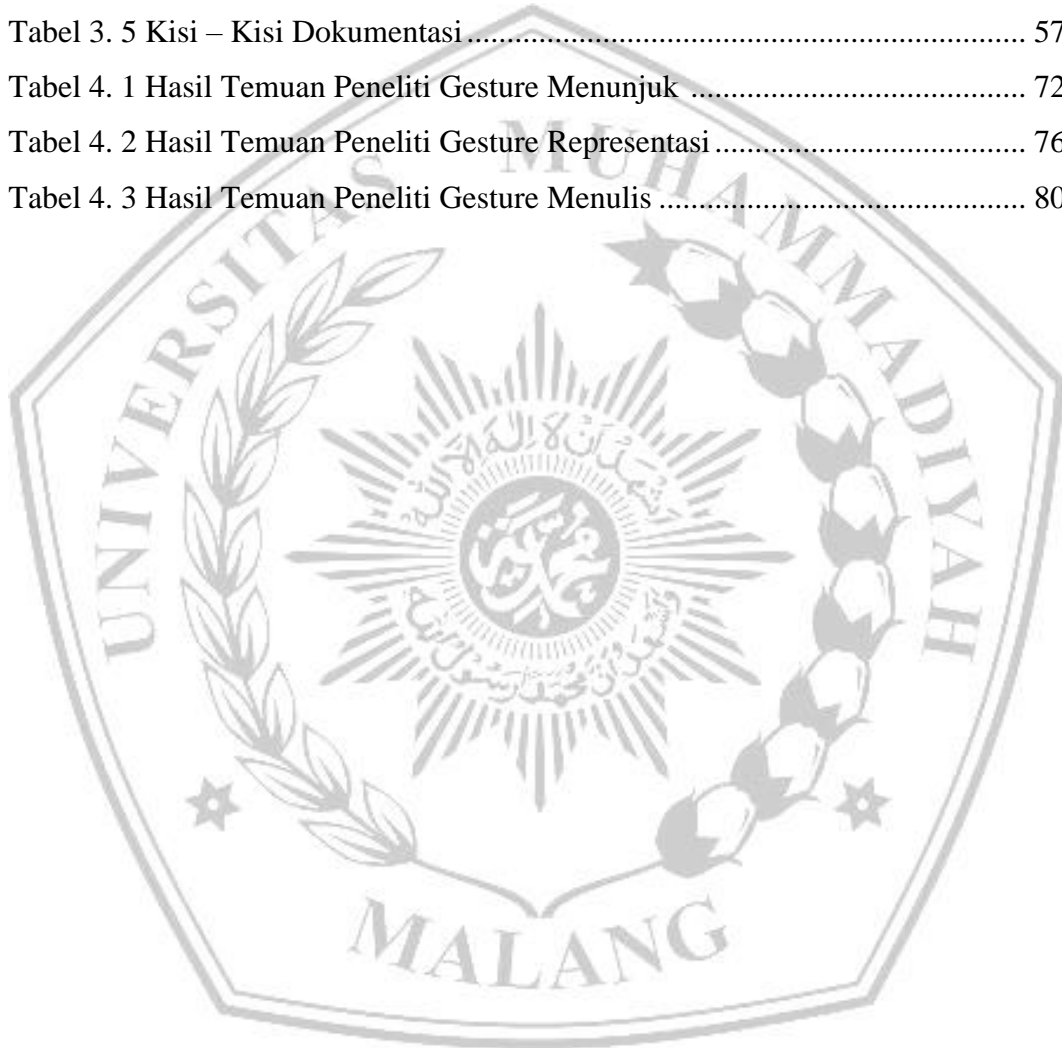 Tabel 3. 5 Kisi – Kisi Dokumentasi ........................................................................... 57
Tabel 4. 1 Hasil Temuan Peneliti Gesture Menunjuk ............................................. 72
Tabel 4. 2 Hasil Temuan Peneliti Gesture Representasi .......................................... 76
Tabel 4. 3 Hasil Temuan Peneliti Gesture Menulis ................................................. 80
UNIVERSITAS MUHAMMADIYAH
MALANG